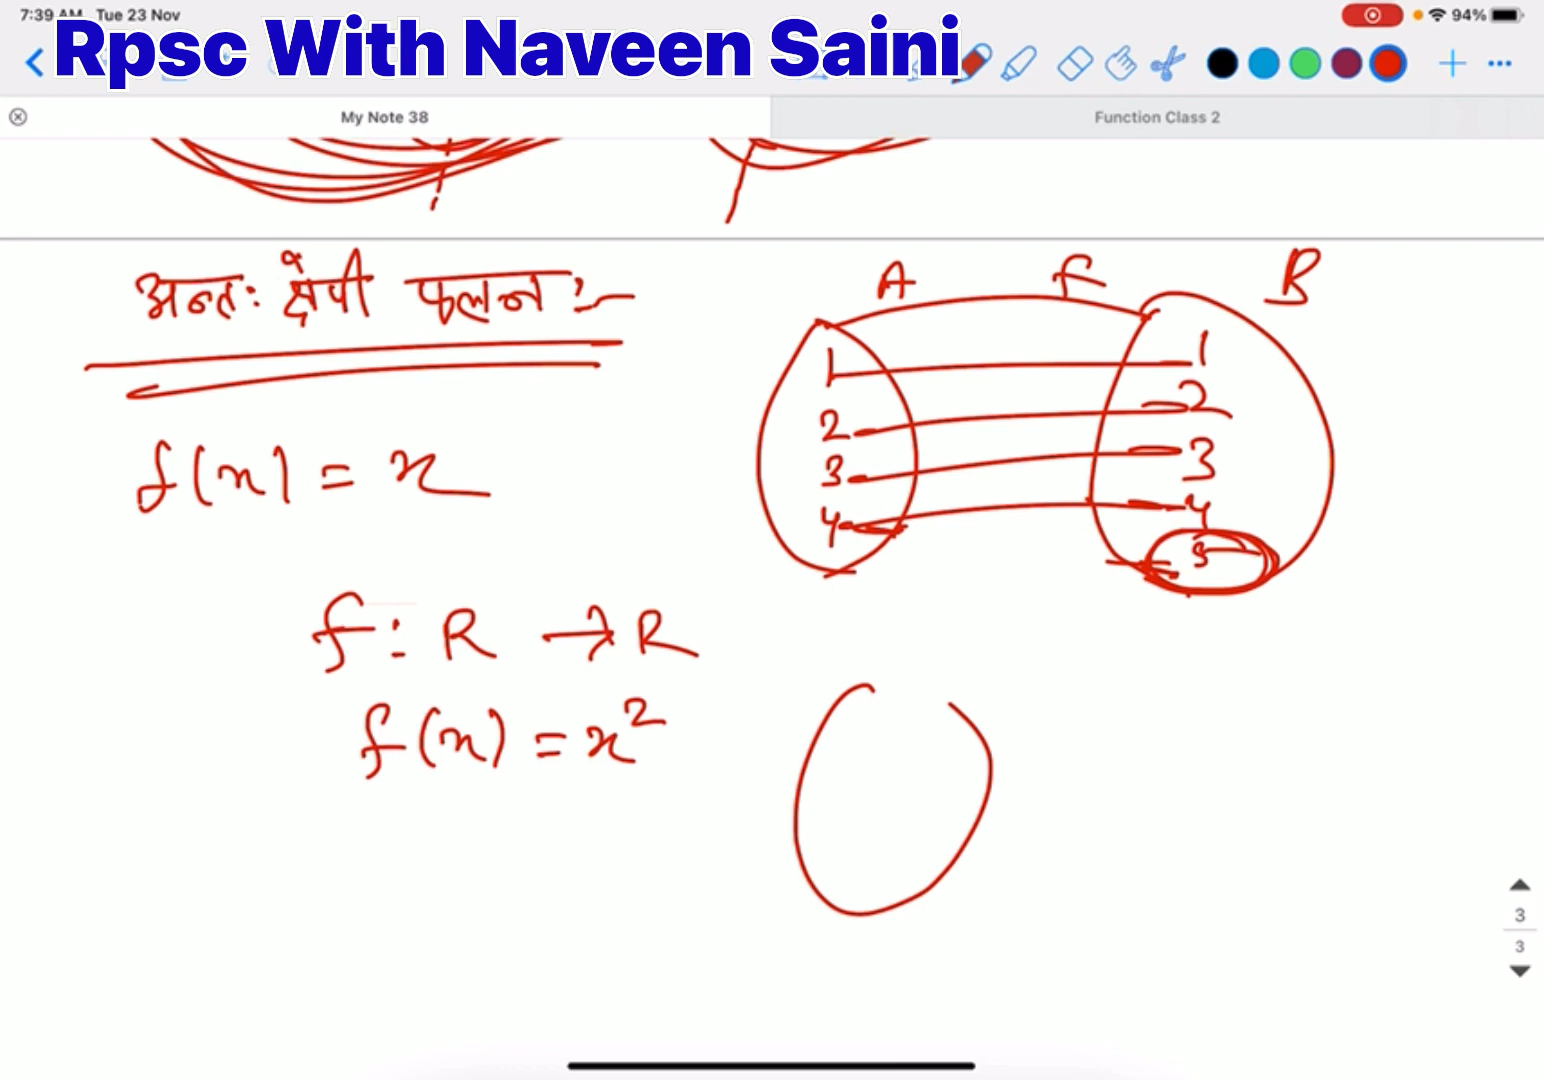 7:39 AM Tue 23 Nov
94%
Rpsc With Naveen Saini
My Note 38
Function Class 2
अन्तः क्षेपी फलन :-
A f B
1 1
2 2
3 3
4 4
5
f(x) = x
f : R → R
f(x) = x²
3
3